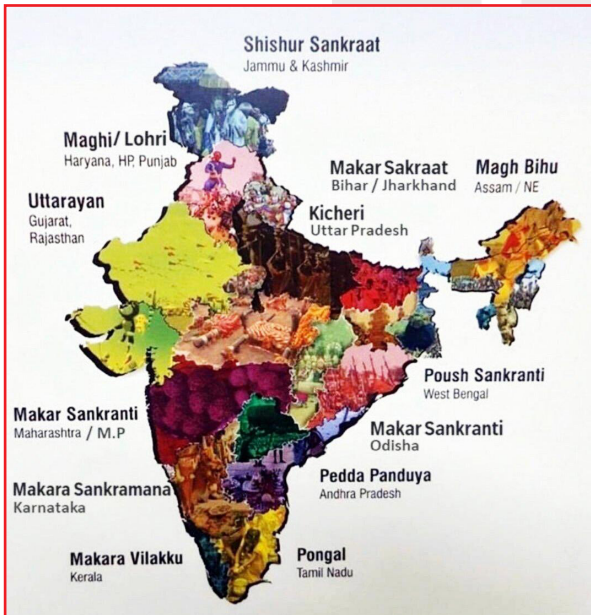 Shishur Sankraat
Jammu & Kashmir
Maghi/ Lohri
Haryana, HP, Punjab
Makar Sakraat
Bihar / Jharkhand
Magh Bihu
Assam / NE
Uttarayan
Gujarat,
Rajasthan
Kicheri
Uttar Pradesh
Poush Sankranti
West Bengal
Makar Sankranti
Maharashtra / M.P
Makar Sankranti
Odisha
Pedda Panduya
Andhra Pradesh
Makara Sankramana
Karnataka
Makara Vilakku
Kerala
Pongal
Tamil Nadu